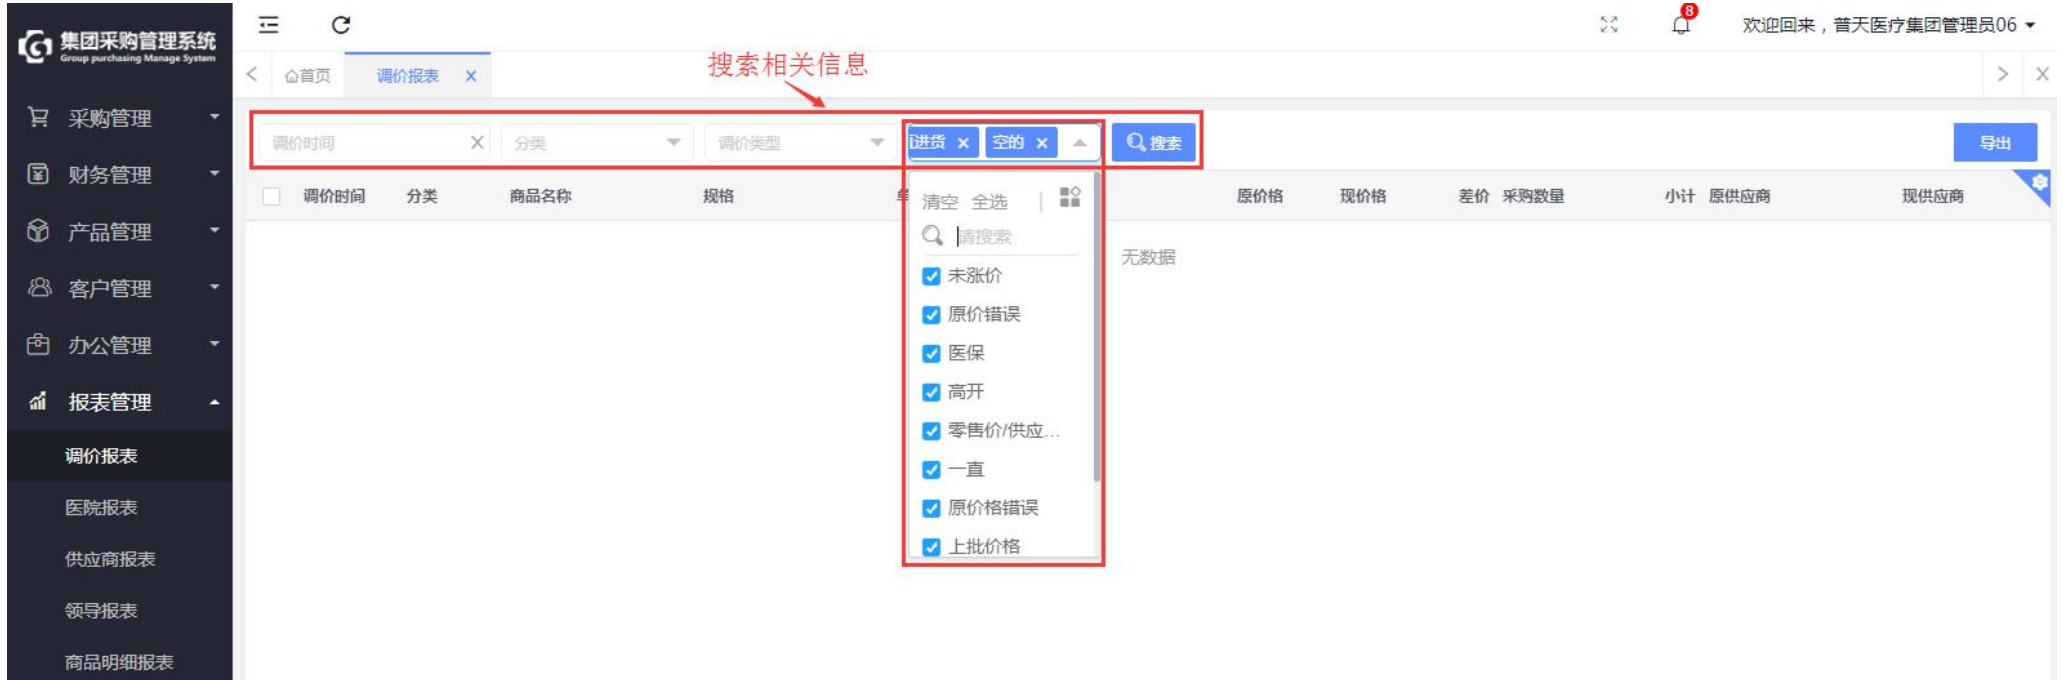 集团采购管理系统
Group purchasing Manage System
8
欢迎回来，普天医疗集团管理员06
首页
调价报表
搜索相关信息
采购管理
财务管理
产品管理
客户管理
办公管理
报表管理
调价报表
医院报表
供应商报表
领导报表
商品明细报表
调价时间 分类 调价类型 进货 空的 搜索 导出
调价时间 分类 商品名称 规格 原价格 现价格 差价 采购数量 小计 原供应商 现供应商
清空 全选
请搜索
无数据
未涨价
原价错误
医保
高开
零售价/供应...
一直
原价格错误
上批价格